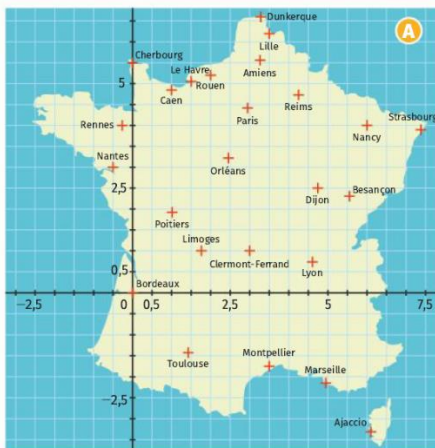 Dunkerque
A
Lille
Cherbourg
Le Havre
Amiens
Rouen
5
Caen
Reims
Strasbourg
Paris
Rennes
Nancy
Nantes
Orléans
2,5
Besançon
Dijon
Poitiers
Limoges
0,5
Clermont-Ferrand
Lyon
Bordeaux
−2,5
0,5
2,5
5
7,5
Toulouse
Montpellier
Marseille
−2,5
Ajaccio